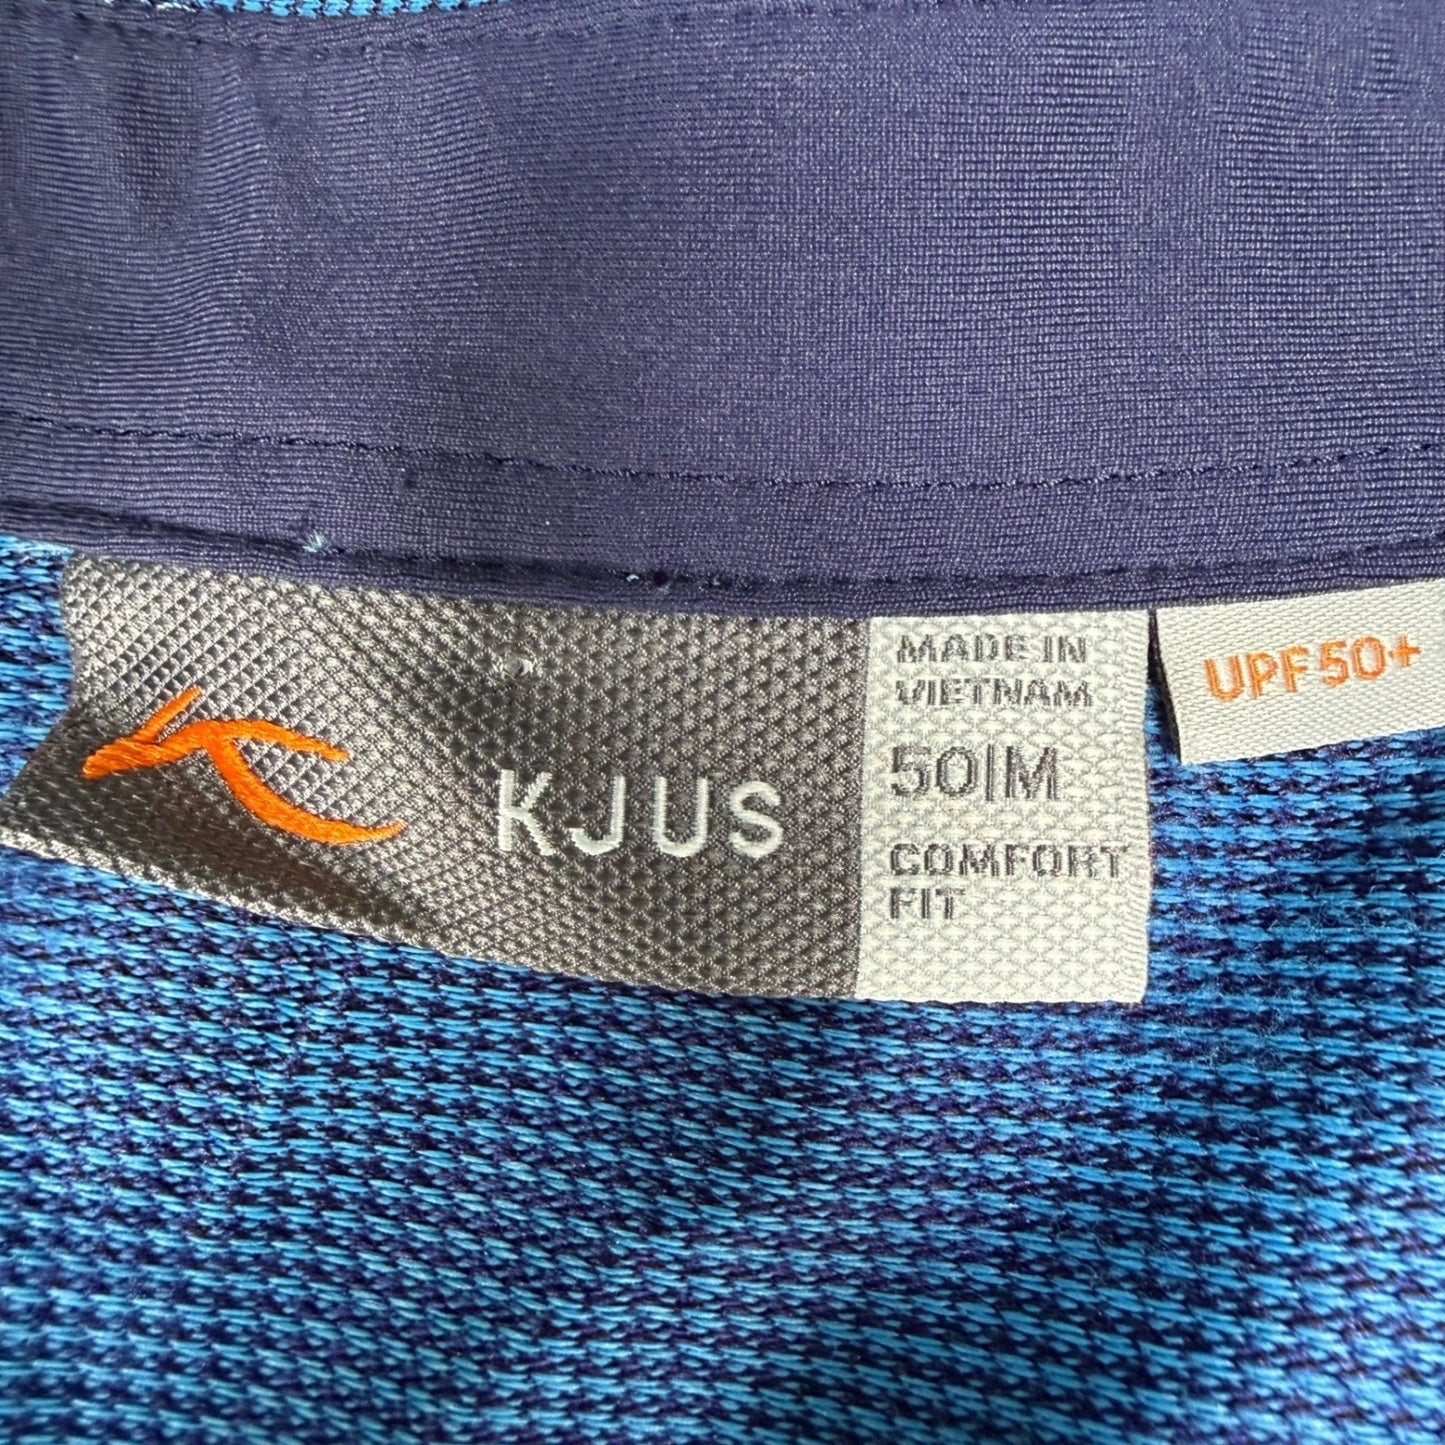 KJUS
MADE IN
VIETNAM
50|M
COMFORT
FIT
UPF 50+